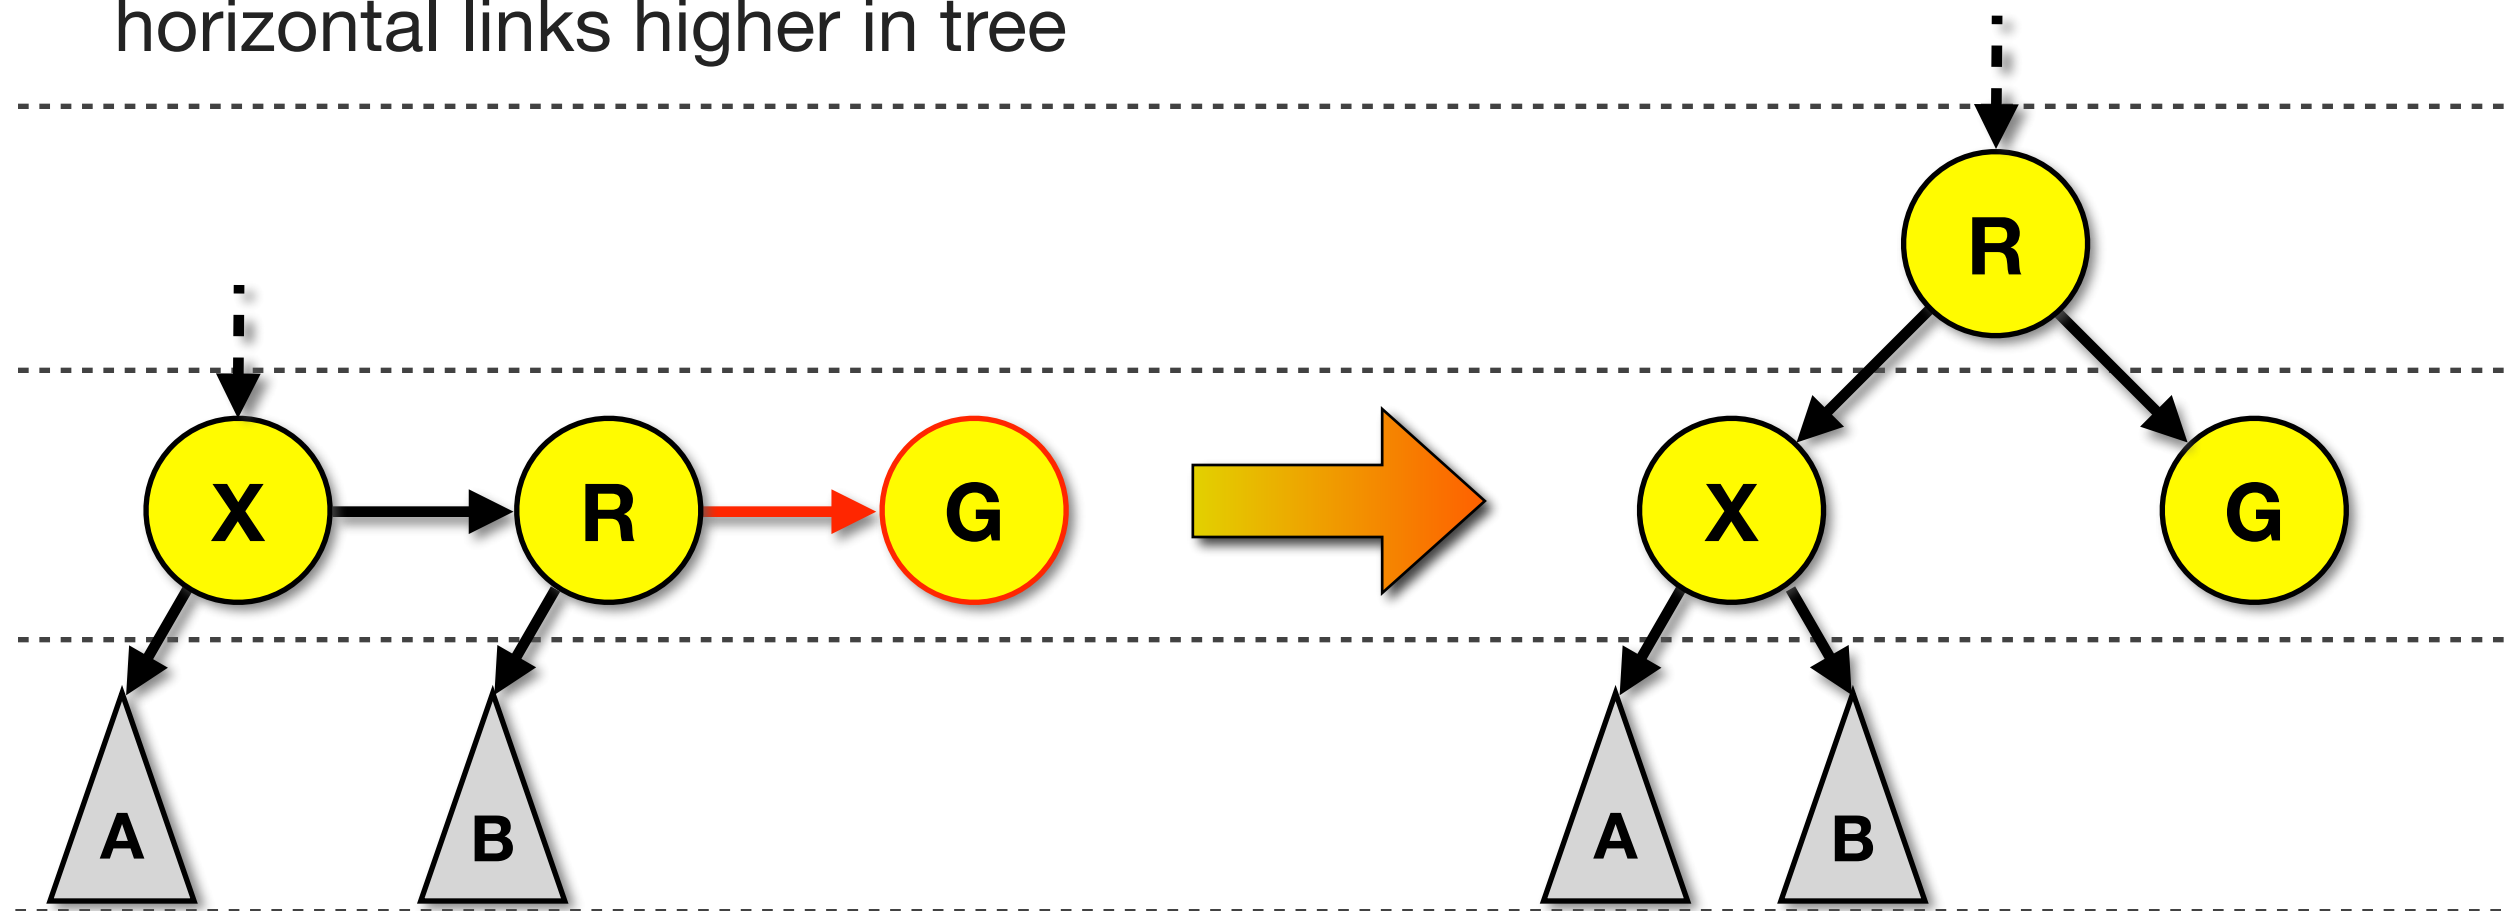 horizontal links higher in tree
R
X R G X G
A B A B